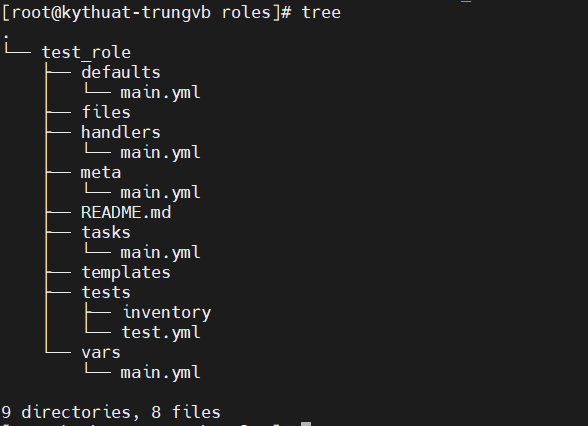 [root@kythuat-trungvb roles]# tree
.
└── test_role
    ├── defaults
    │   └── main.yml
    ├── files
    ├── handlers
    │   └── main.yml
    ├── meta
    │   └── main.yml
    ├── README.md
    ├── tasks
    │   └── main.yml
    ├── templates
    ├── tests
    │   ├── inventory
    │   └── test.yml
    └── vars
        └── main.yml

9 directories, 8 files